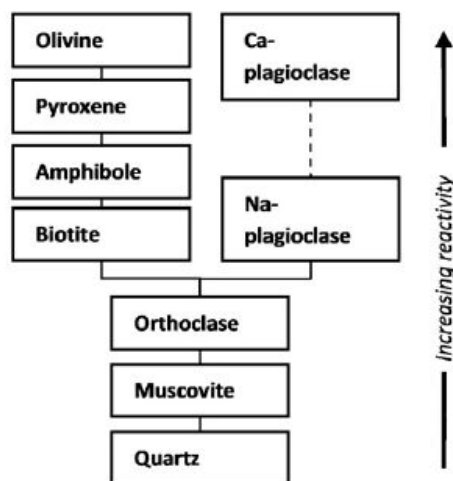 Olivine
Pyroxene
Amphibole
Biotite
Ca-
plagioclase
Na-
plagioclase
Orthoclase
Muscovite
Quartz
Increasing reactivity